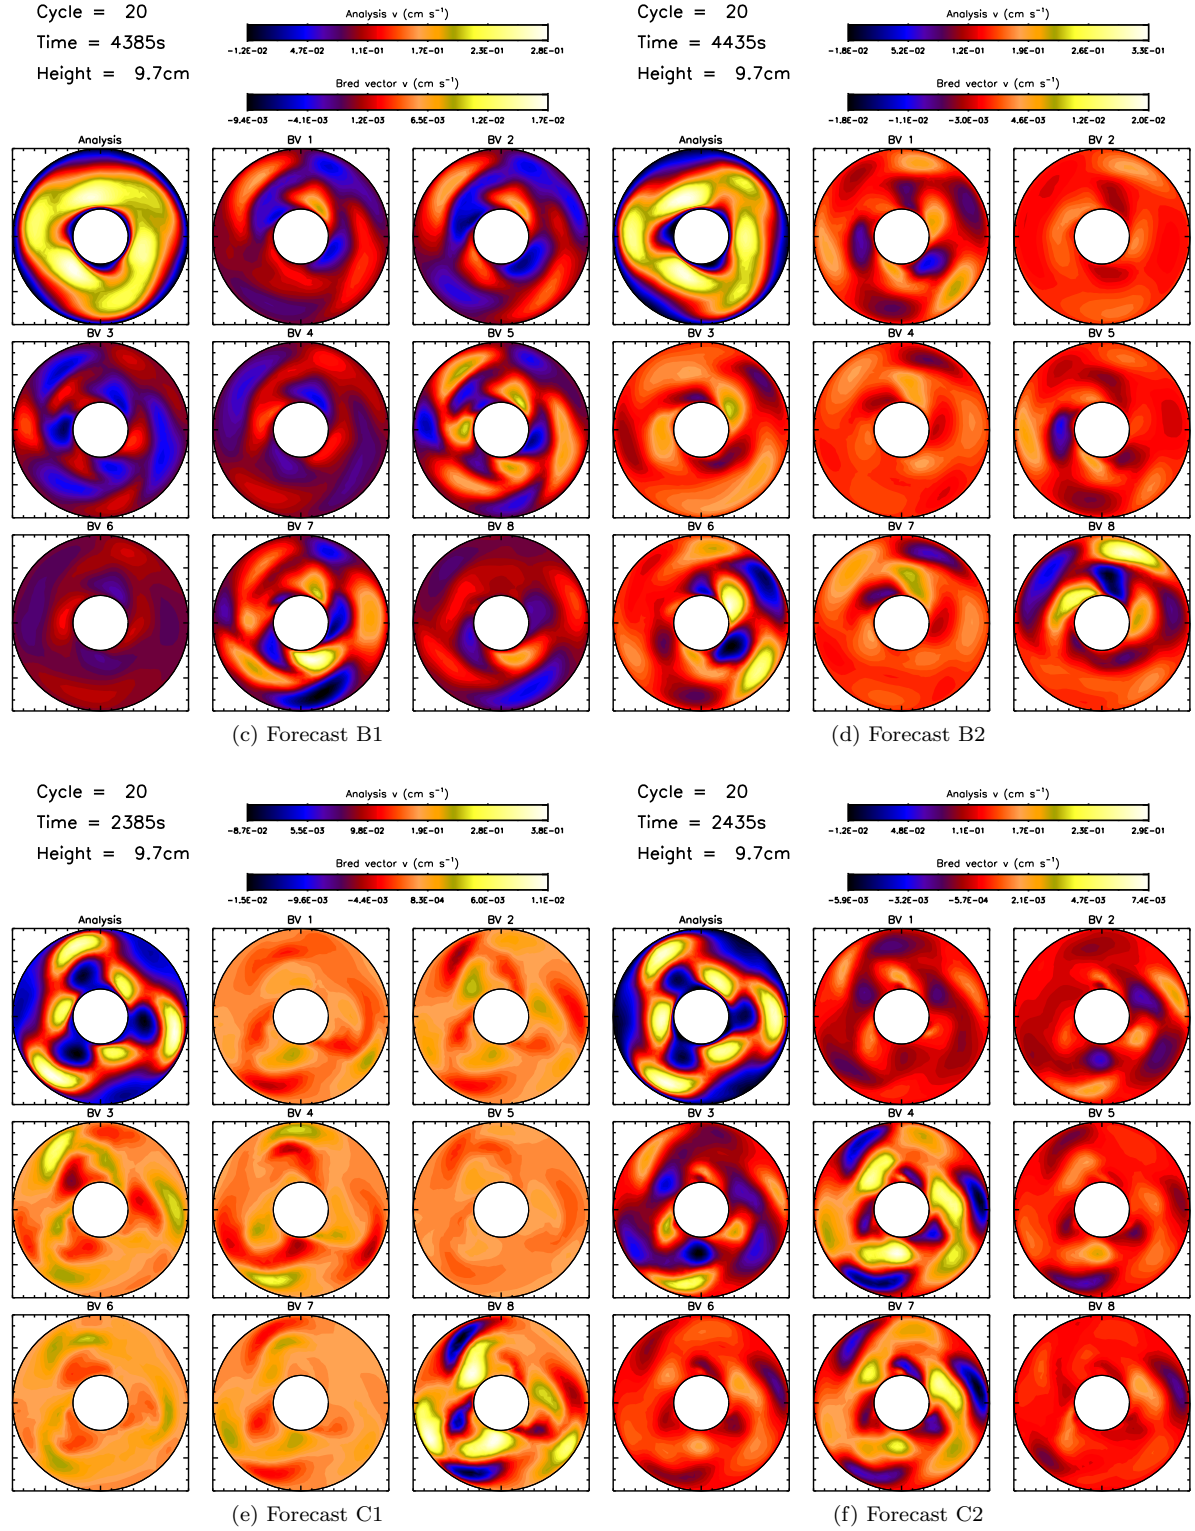 Cycle = 20
Time = 4385s
Height = 9.7cm
Analysis v (cm s⁻¹)
−1.2E−02 4.7E−02 1.1E−01 1.7E−01 2.3E−01 2.8E−01
Bred vector v (cm s⁻¹)
−9.4E−03 −4.1E−03 1.2E−03 6.5E−03 1.2E−02 1.7E−02
Analysis BV 1 BV 2
BV 3 BV 4 BV 5
BV 6 BV 7 BV 8
(c) Forecast B1
Cycle = 20
Time = 4435s
Height = 9.7cm
Analysis v (cm s⁻¹)
−1.8E−02 5.2E−02 1.2E−01 1.9E−01 2.6E−01 3.3E−01
Bred vector v (cm s⁻¹)
−1.8E−02 −1.1E−02 −3.0E−03 4.6E−03 1.2E−02 2.0E−02
Analysis BV 1 BV 2
BV 3 BV 4 BV 5
BV 6 BV 7 BV 8
(d) Forecast B2
Cycle = 20
Time = 2385s
Height = 9.7cm
Analysis v (cm s⁻¹)
−8.7E−02 5.5E−03 9.8E−02 1.9E−01 2.8E−01 3.8E−01
Bred vector v (cm s⁻¹)
−1.5E−02 −9.6E−03 −4.4E−03 8.3E−04 6.0E−03 1.1E−02
Analysis BV 1 BV 2
BV 3 BV 4 BV 5
BV 6 BV 7 BV 8
(e) Forecast C1
Cycle = 20
Time = 2435s
Height = 9.7cm
Analysis v (cm s⁻¹)
−1.2E−02 4.8E−02 1.1E−01 1.7E−01 2.3E−01 2.9E−01
Bred vector v (cm s⁻¹)
−5.9E−03 −3.2E−03 −5.7E−04 2.1E−03 4.7E−03 7.4E−03
Analysis BV 1 BV 2
BV 3 BV 4 BV 5
BV 6 BV 7 BV 8
(f) Forecast C2